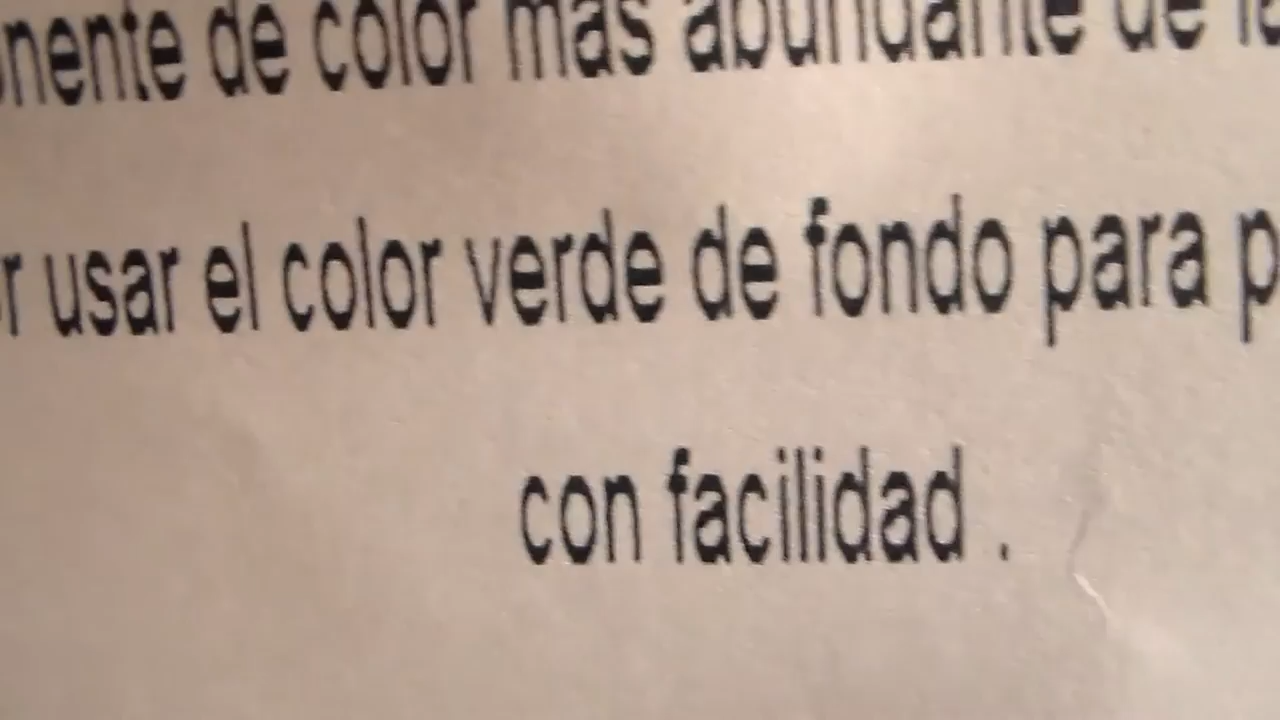 de color más abundante de
usar el color verde de fondo para
con facilidad .